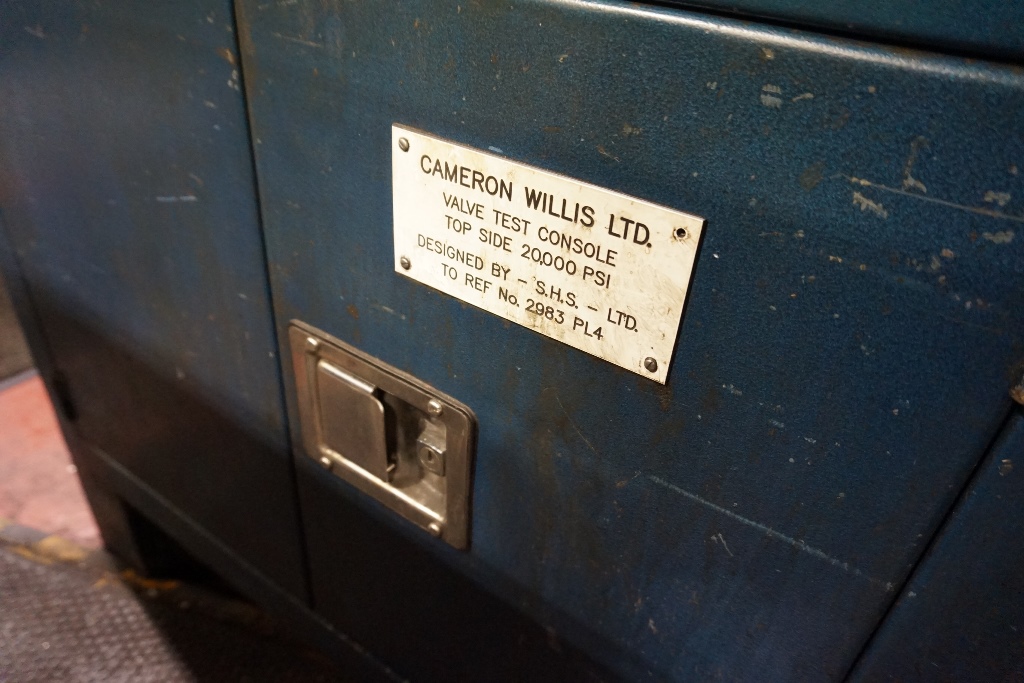 CAMERON WILLIS LTD.
VALVE TEST CONSOLE
TOP SIDE 20,000 PSI
DESIGNED BY – S.H.S. – LTD.
TO REF No. 2983 PL4